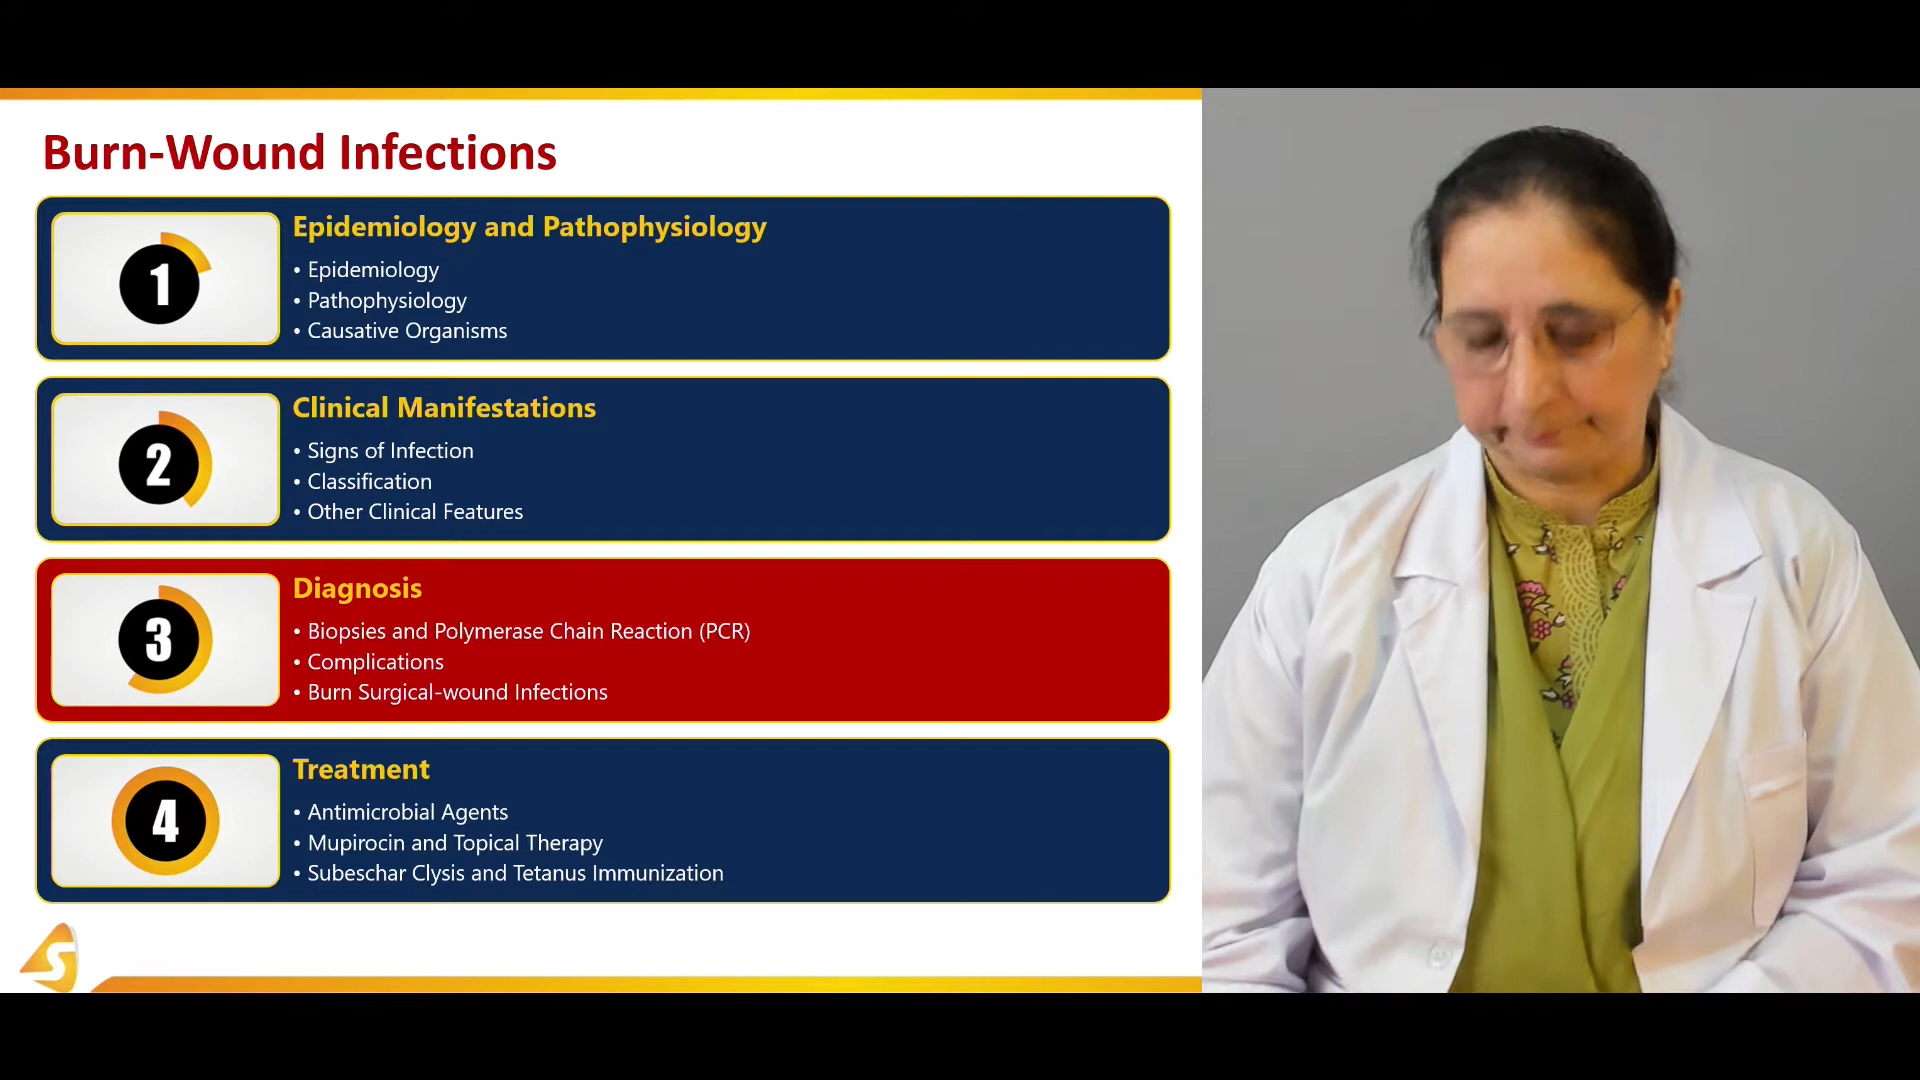 Burn-Wound Infections
1
Epidemiology and Pathophysiology
• Epidemiology
• Pathophysiology
• Causative Organisms
2
Clinical Manifestations
• Signs of Infection
• Classification
• Other Clinical Features
3
Diagnosis
• Biopsies and Polymerase Chain Reaction (PCR)
• Complications
• Burn Surgical-wound Infections
4
Treatment
• Antimicrobial Agents
• Mupirocin and Topical Therapy
• Subeschar Clysis and Tetanus Immunization
S